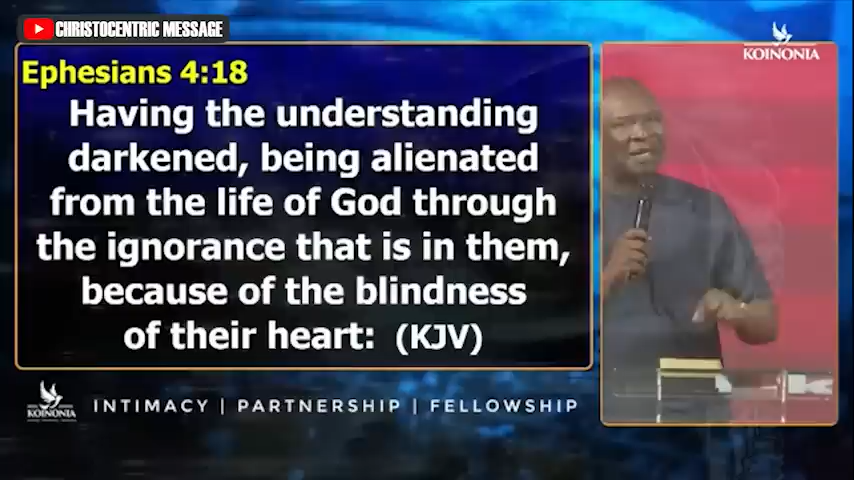 CHRISTOCENTRIC MESSAGE
KOINONIA
Ephesians 4:18
Having the understanding
darkened, being alienated
from the life of God through
the ignorance that is in them,
because of the blindness
of their heart: (KJV)
KOINONIA
INTIMACY | PARTNERSHIP | FELLOWSHIP